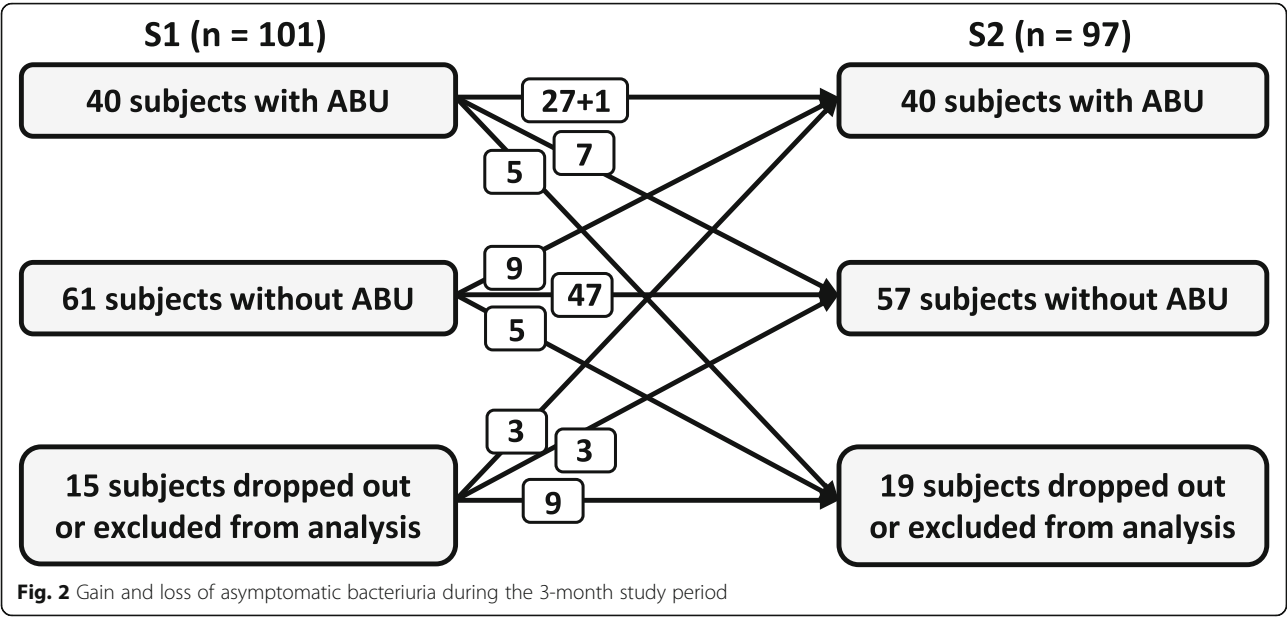 S1 (n = 101)
S2 (n = 97)
40 subjects with ABU
27+1
40 subjects with ABU
7
5
9
61 subjects without ABU
47
57 subjects without ABU
5
3
3
15 subjects dropped out
or excluded from analysis
9
19 subjects dropped out
or excluded from analysis
Fig. 2 Gain and loss of asymptomatic bacteriuria during the 3-month study period